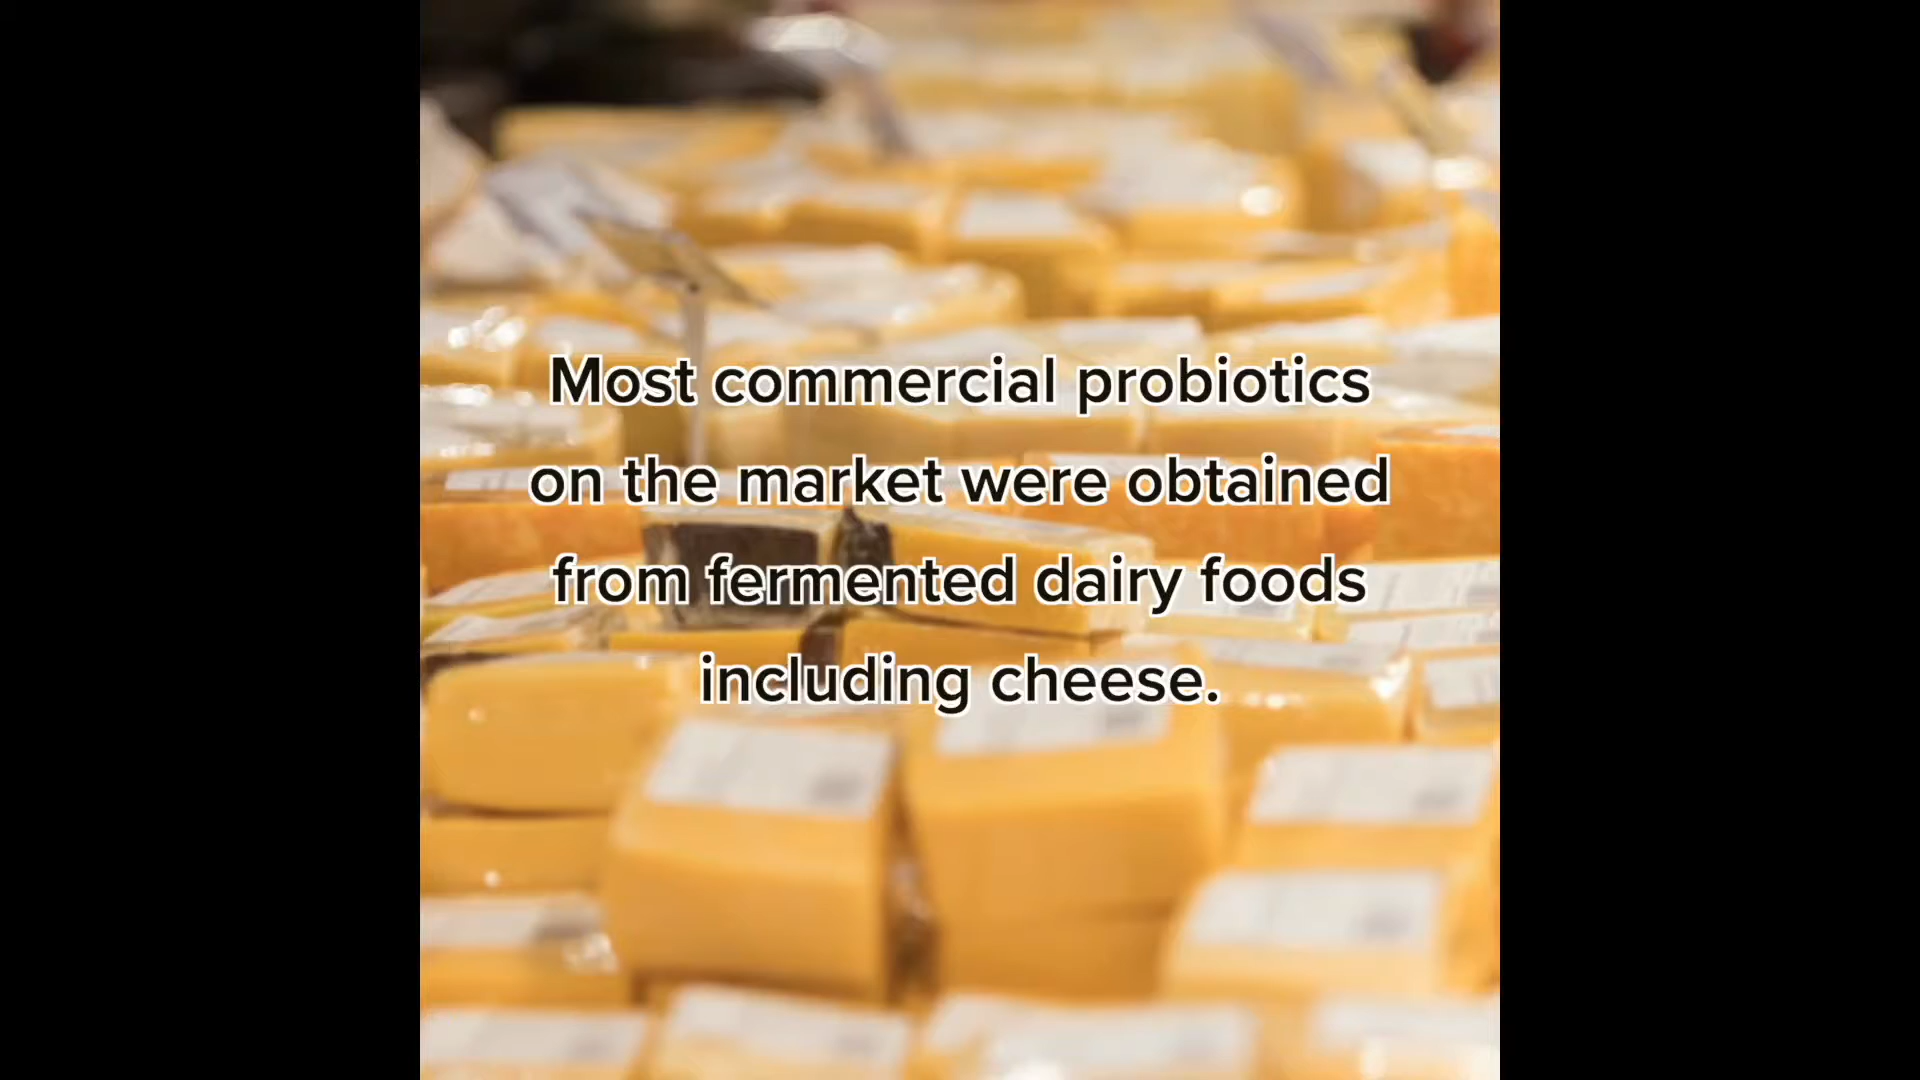 Most commercial probiotics
on the market were obtained
from fermented dairy foods
including cheese.